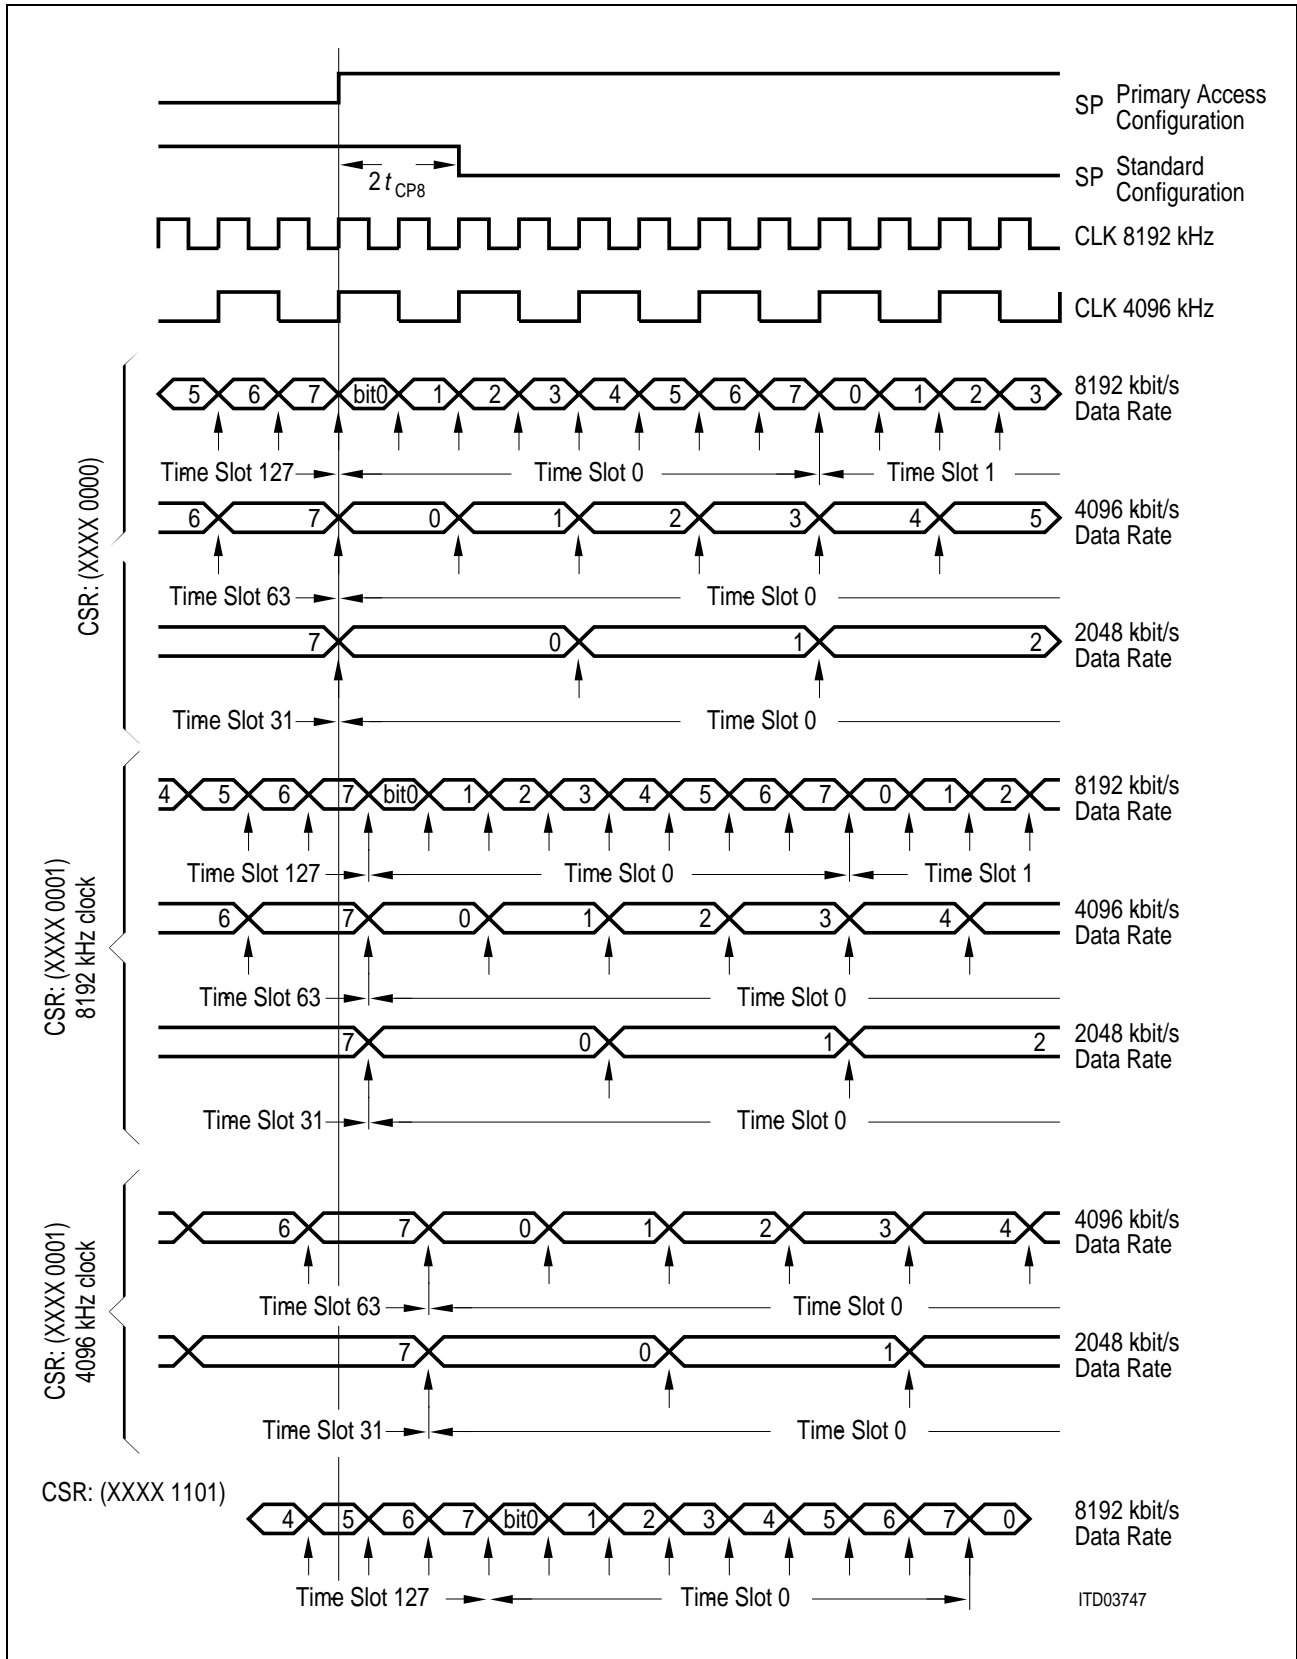 SP Primary Access
Configuration
2 t CP8
SP Standard
Configuration
CLK 8192 kHz
CLK 4096 kHz
CSR: (XXXX 0000)
5 6 7 bit0 1 2 3 4 5 6 7 0 1 2 3
8192 kbit/s
Data Rate
Time Slot 127 Time Slot 0 Time Slot 1
6 7 0 1 2 3 4 5
4096 kbit/s
Data Rate
Time Slot 63 Time Slot 0
7 0 1 2
2048 kbit/s
Data Rate
Time Slot 31 Time Slot 0
CSR: (XXXX 0001)
8192 kHz clock
4 5 6 7 bit0 1 2 3 4 5 6 7 0 1 2
8192 kbit/s
Data Rate
Time Slot 127 Time Slot 0 Time Slot 1
6 7 0 1 2 3 4
4096 kbit/s
Data Rate
Time Slot 63 Time Slot 0
7 0 1 2
2048 kbit/s
Data Rate
Time Slot 31 Time Slot 0
CSR: (XXXX 0001)
4096 kHz clock
6 7 0 1 2 3 4
4096 kbit/s
Data Rate
Time Slot 63 Time Slot 0
7 0 1
2048 kbit/s
Data Rate
Time Slot 31 Time Slot 0
CSR: (XXXX 1101)
4 5 6 7 bit0 1 2 3 4 5 6 7 0
8192 kbit/s
Data Rate
Time Slot 127 Time Slot 0
ITD03747